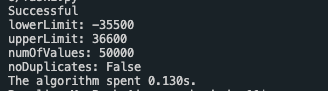 Successful
lowerLimit: -35500
upperLimit: 36600
numOfValues: 50000
noDuplicates: False
The algorithm spent 0.130s.